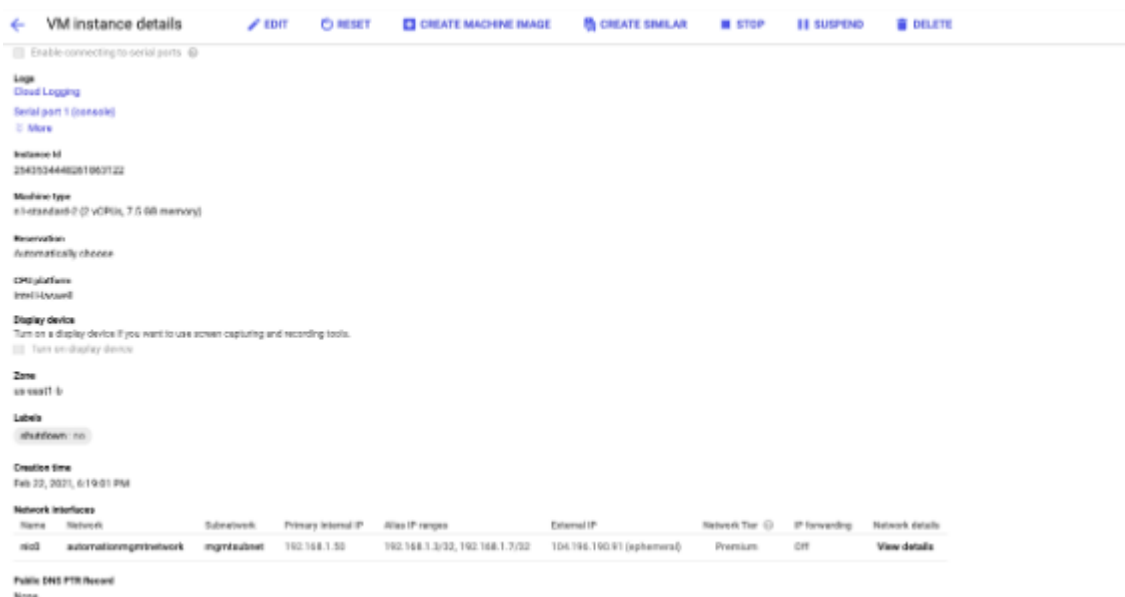 VM instance details
EDIT RESET CREATE MACHINE IMAGE CREATE SIMILAR STOP SUSPEND DELETE
Enable connecting to serial ports
Logs
Cloud Logging
Serial port 1 (console)
More
Instance Id
Machine type
n1-standard-2 (2 vCPUs, 7.5 GB memory)
Reservation
Automatically choose
CPU platform
Display device
Turn on a display device if you want to use screen capturing and recording tools.
Turn on display device
Zone
us-east1-b
Labels
shutdown : no
Creation time
Feb 22, 2021, 6:19:01 PM
Network interfaces
Name Network Subnetwork Primary internal IP Alias IP ranges External IP Network Tier IP forwarding Network details
nic0 automationmgmtnetwork mgmtsubnet 192.168.1.50 192.168.1.3/32, 192.168.1.7/32 104.196.190.91 (ephemeral) Premium Off View details
Public DNS PTR Record
None